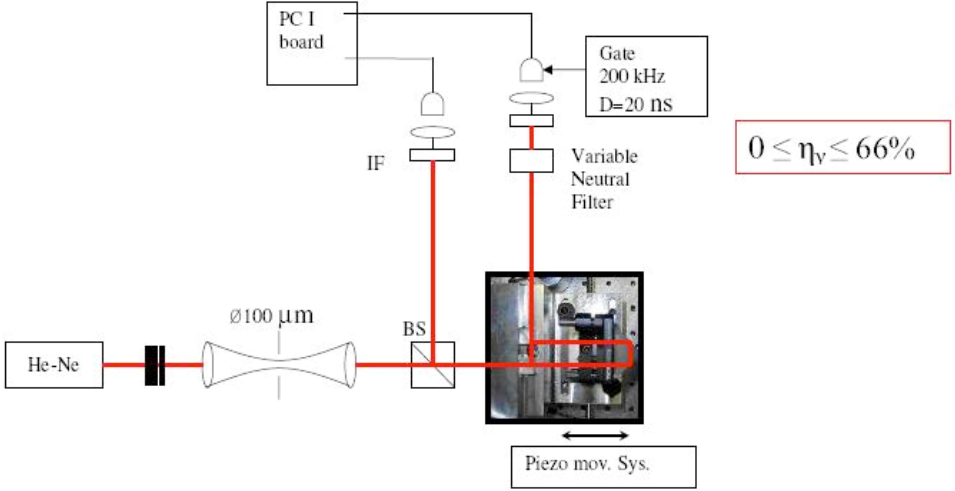 PC I
board
Gate
200 kHz
D=20 ns
0 ≤ ην ≤ 66%
IF
Variable
Neutral
Filter
Ø100 μm
BS
He-Ne
Piezo mov. Sys.